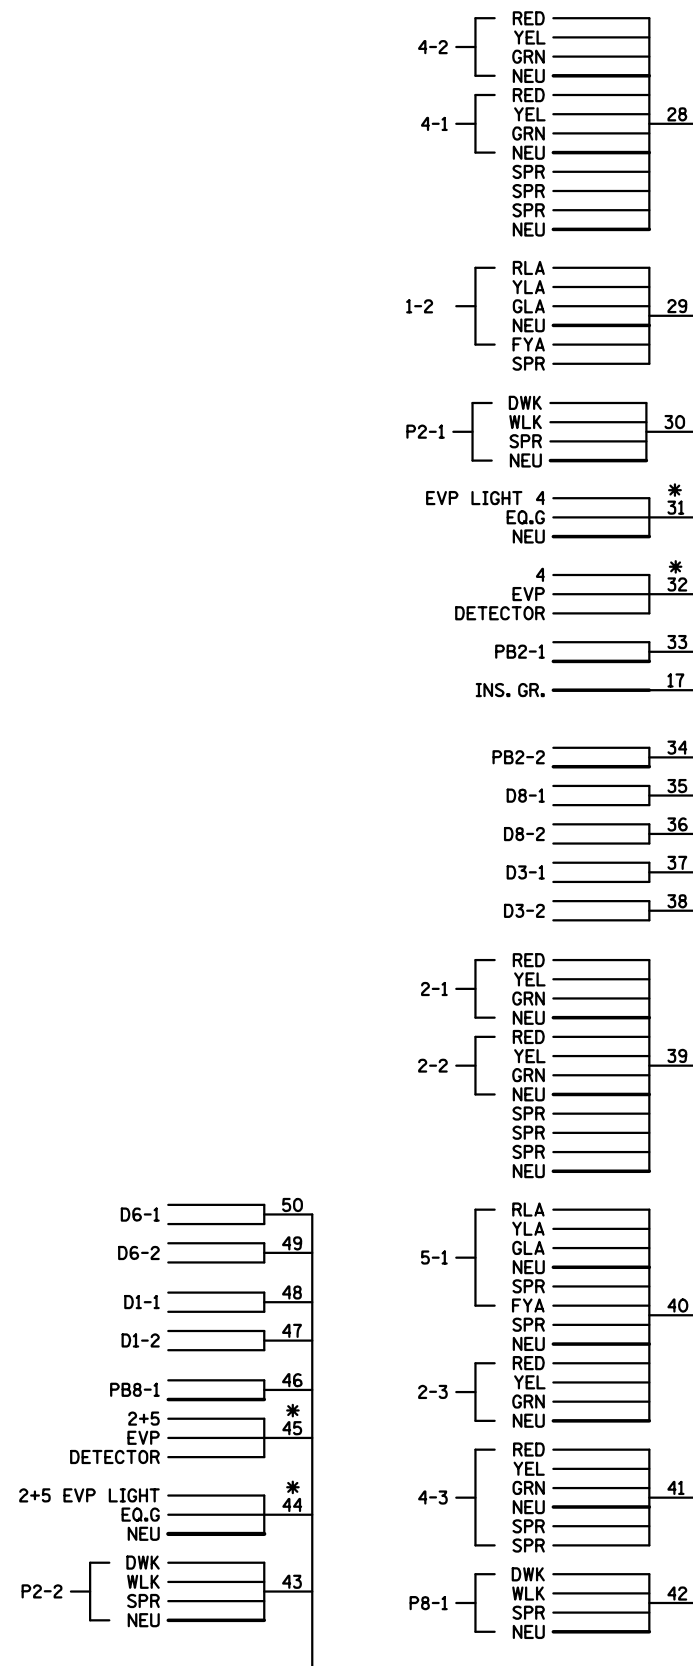 4-2
RED
YEL
GRN
NEU
4-1
RED
YEL
GRN
NEU
SPR
SPR
SPR
NEU
28
1-2
RLA
YLA
GLA
NEU
FYA
SPR
29
P2-1
DWK
WLK
SPR
NEU
30
EVP LIGHT 4
EQ.G
NEU
*
31
4
EVP
DETECTOR
*
32
PB2-1
33
INS. GR.
17
PB2-2
34
D8-1
35
D8-2
36
D3-1
37
D3-2
38
2-1
RED
YEL
GRN
NEU
2-2
RED
YEL
GRN
NEU
SPR
SPR
SPR
NEU
39
5-1
RLA
YLA
GLA
NEU
SPR
FYA
SPR
NEU
40
2-3
RED
YEL
GRN
NEU
4-3
RED
YEL
GRN
NEU
SPR
SPR
41
P8-1
DWK
WLK
SPR
NEU
42
D6-1
50
D6-2
49
D1-1
48
D1-2
47
PB8-1
46
2+5
EVP
DETECTOR
*
45
2+5 EVP LIGHT
EQ.G
NEU
*
44
P2-2
DWK
WLK
SPR
NEU
43